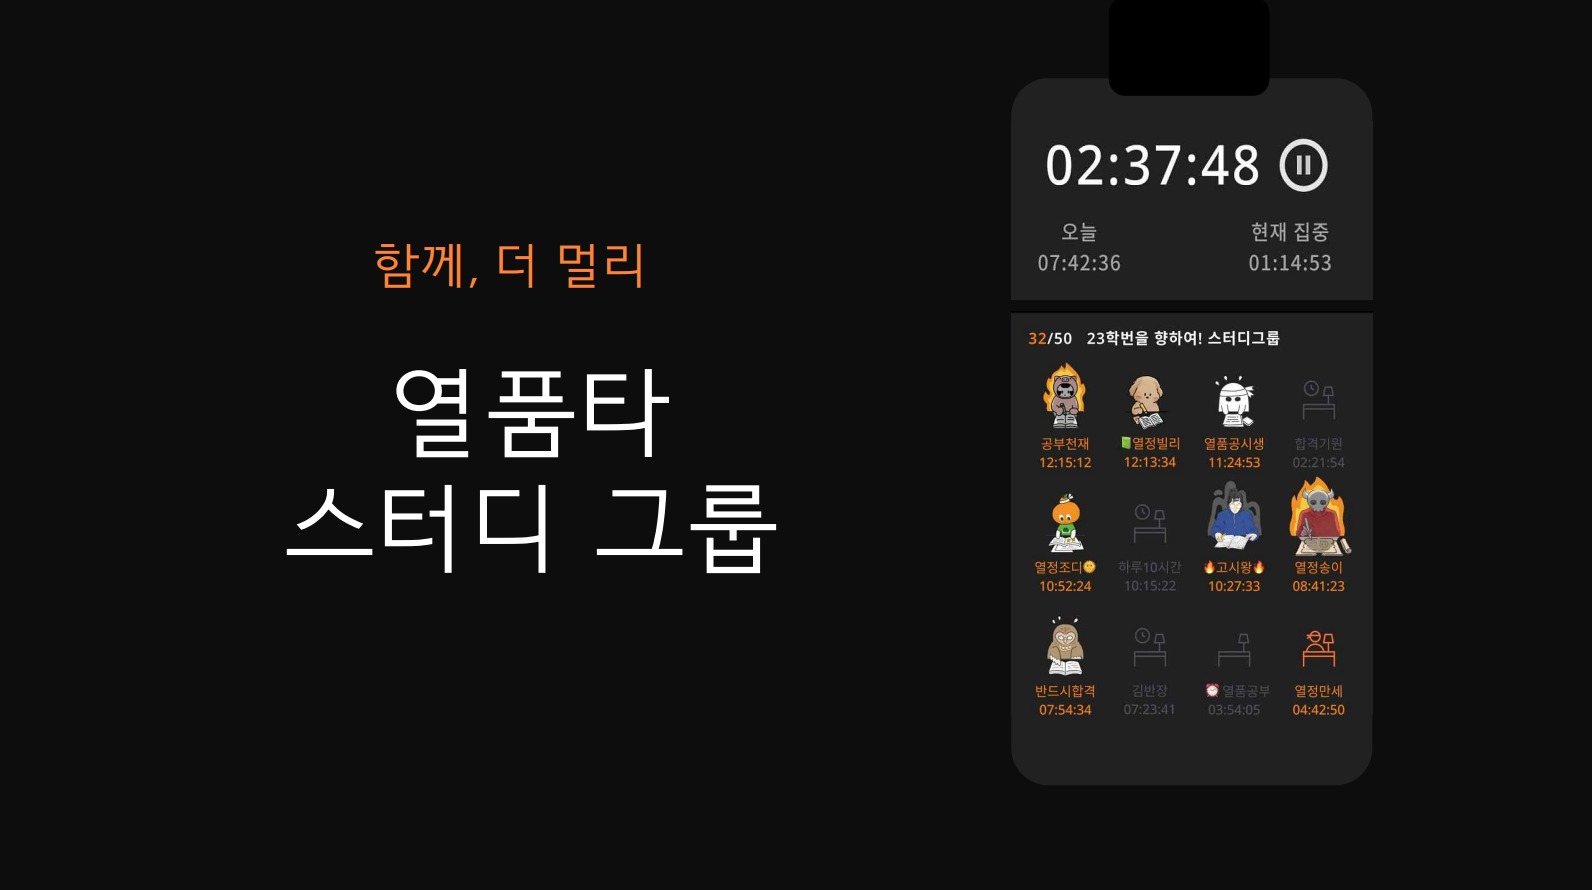 함께, 더 멀리
열품타
스터디 그룹
02:37:48
오늘 현재 집중
07:42:36 01:14:53
32/50 23학번을 향하여! 스터디그룹
공부천재 📗열정빌리 열품공시생 합격기원
12:15:12 12:13:34 11:24:53 02:21:54
열정조디🌞 하루10시간 🔥고시왕🔥 열정송이
10:52:24 10:15:22 10:27:33 08:41:23
반드시합격 김반장 ⏰ 열품공부 열정만세
07:54:34 07:23:41 03:54:05 04:42:50